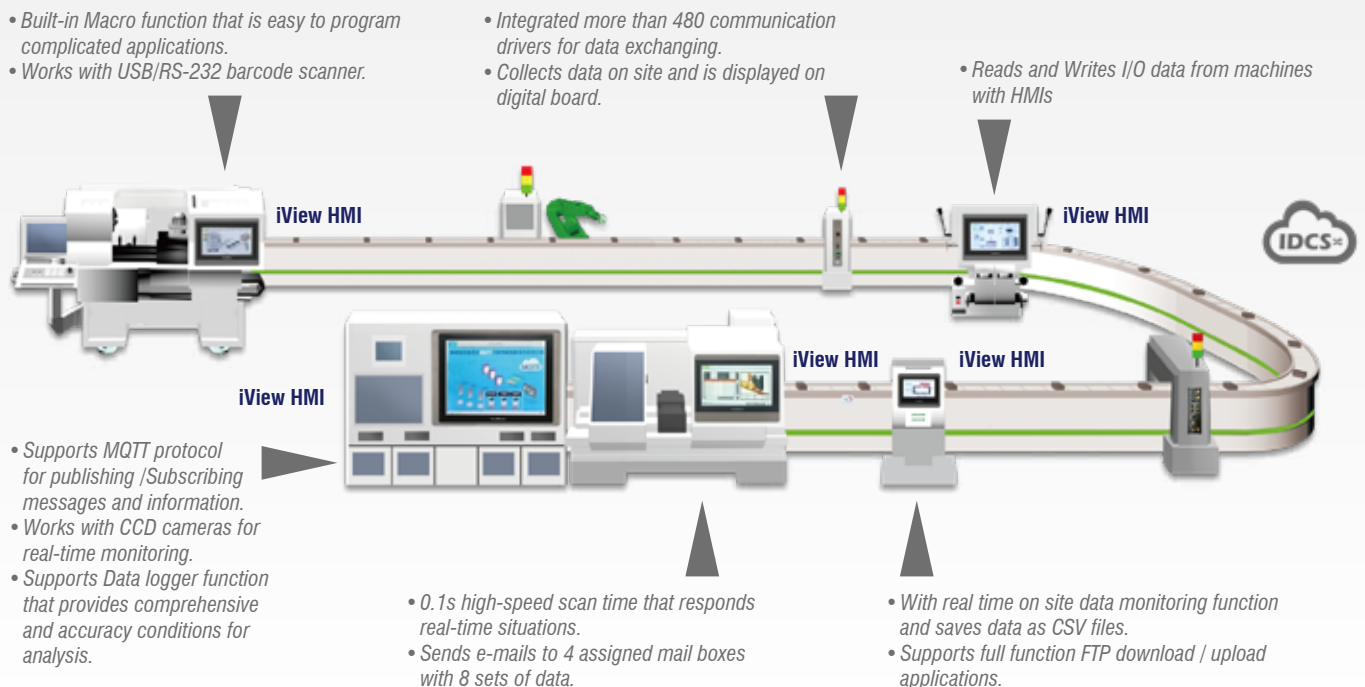 • Built-in Macro function that is easy to program
complicated applications.
• Works with USB/RS-232 barcode scanner.
• Integrated more than 480 communication
drivers for data exchanging.
• Collects data on site and is displayed on
digital board.
• Reads and Writes I/O data from machines
with HMIs
iView HMI
iView HMI
IDCS
iView HMI
iView HMI
iView HMI
• Supports MQTT protocol
for publishing /Subscribing
messages and information.
• Works with CCD cameras for
real-time monitoring.
• Supports Data logger function
that provides comprehensive
and accuracy conditions for
analysis.
• 0.1s high-speed scan time that responds
real-time situations.
• Sends e-mails to 4 assigned mail boxes
with 8 sets of data.
• With real time on site data monitoring function
and saves data as CSV files.
• Supports full function FTP download / upload
applications.